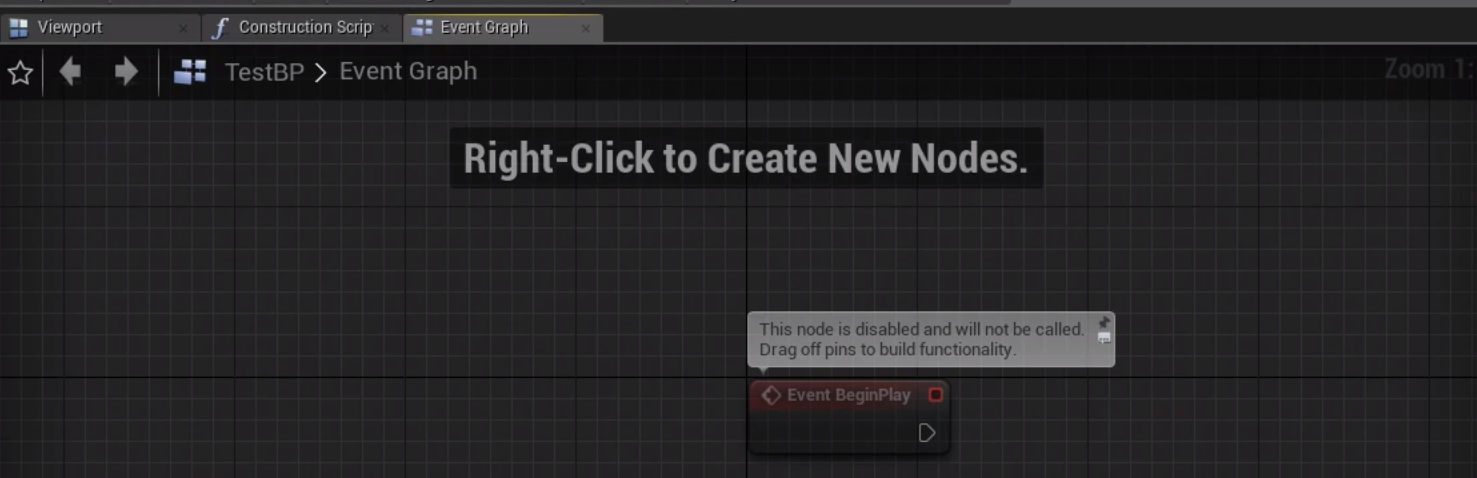 Viewport
Construction Scrip
Event Graph
TestBP > Event Graph
Zoom 1:
Right-Click to Create New Nodes.
This node is disabled and will not be called.
Drag off pins to build functionality.
Event BeginPlay